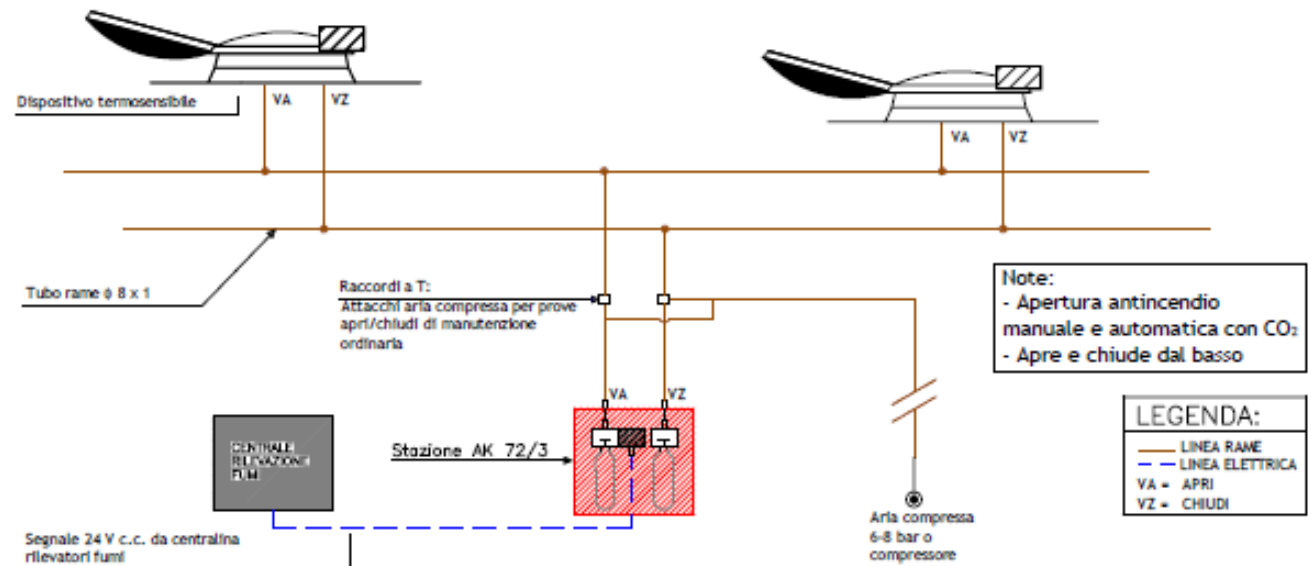 VA
VZ
Dispositivo termosensibile
VA
VZ
Tubo rame ϕ 8 x 1
Raccordi a T:
Attacchi aria compressa per prove
apri/chiudi di manutenzione
ordinaria
Note:
- Apertura antincendio
manuale e automatica con CO₂
- Apre e chiude dal basso
VA
VZ
CENTRALE
RILEVAZIONE
FUMI
Stazione AK 72/3
LEGENDA:
LINEA RAME
LINEA ELETTRICA
VA = APRI
VZ = CHIUDI
Aria compressa
6-8 bar o
compressore
Segnale 24 V c.c. da centralina
rilevatori fumi